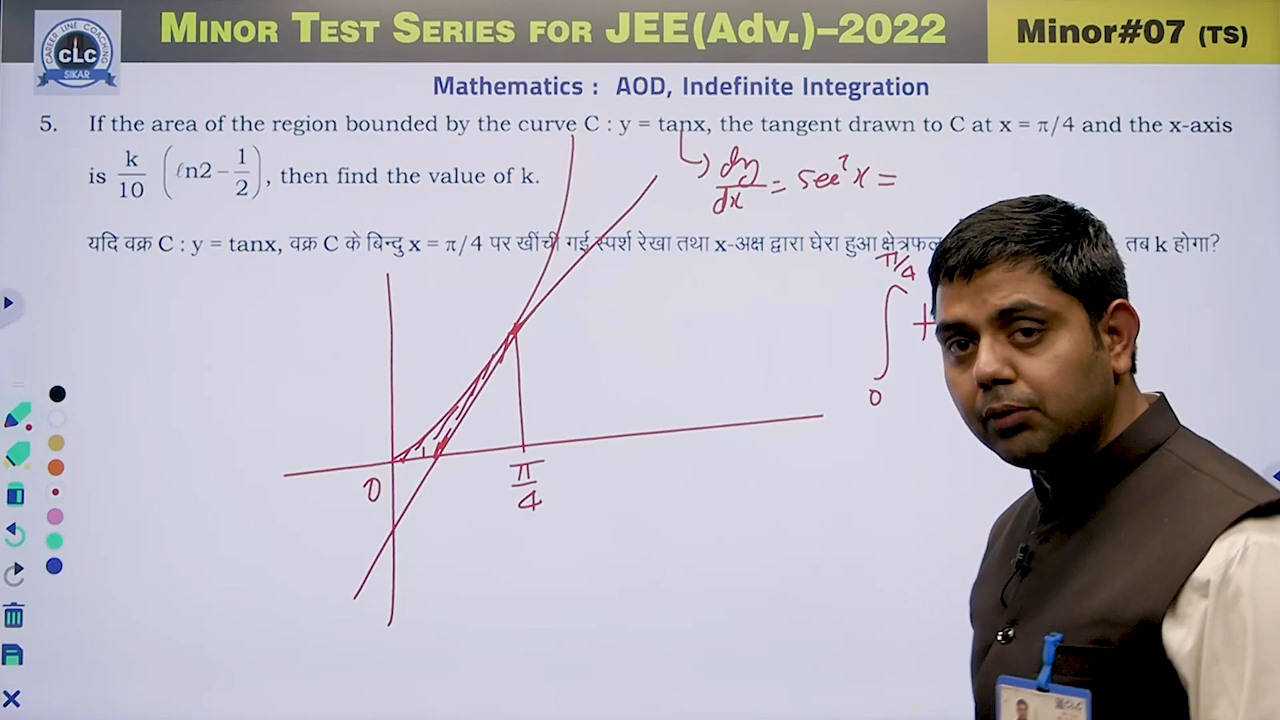 CAREER LINE COACHING
CLC
SIKAR
MINOR TEST SERIES FOR JEE(ADV.)–2022
Minor#07 (TS)
Mathematics : AOD, Indefinite Integration
5. If the area of the region bounded by the curve C : y = tanx, the tangent drawn to C at x = π/4 and the x-axis
is k/10 (ℓn2 − 1/2), then find the value of k.
dy/dx = sec²x =
यदि वक्र C : y = tanx, वक्र C के बिन्दु x = π/4 पर खींची गई स्पर्श रेखा तथा x-अक्ष द्वारा घेरा हुआ क्षेत्रफल
तब k होगा?
π/4
∫
0
0
π/4